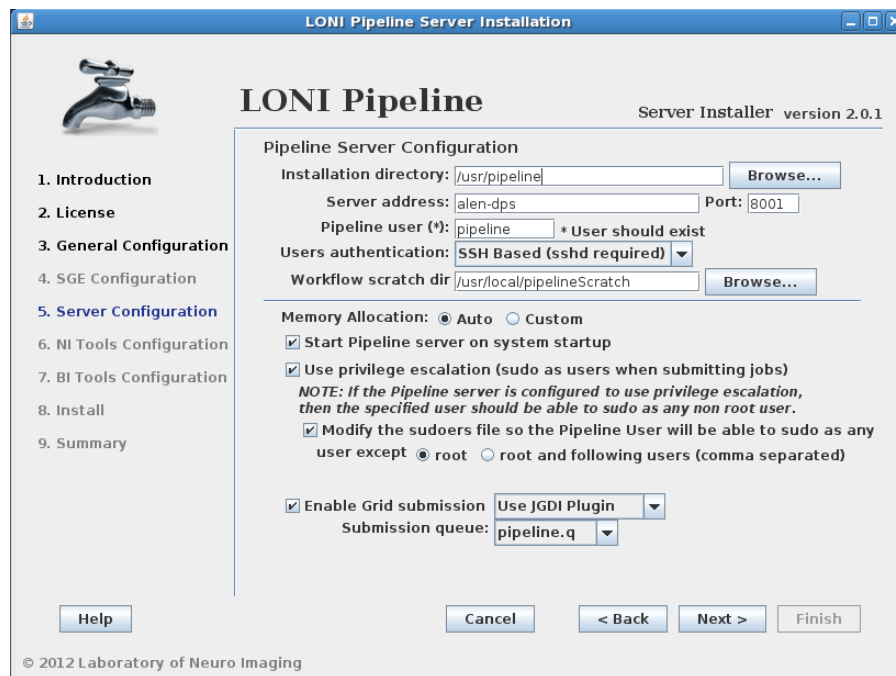 LONI Pipeline Server Installation
LONI Pipeline
Server Installer version 2.0.1
1. Introduction
2. License
3. General Configuration
4. SGE Configuration
5. Server Configuration
6. NI Tools Configuration
7. BI Tools Configuration
8. Install
9. Summary
Pipeline Server Configuration
Installation directory: /usr/pipeline Browse...
Server address: alen-dps Port: 8001
Pipeline user (*): pipeline * User should exist
Users authentication: SSH Based (sshd required)
Workflow scratch dir /usr/local/pipelineScratch Browse...
Memory Allocation: Auto Custom
Start Pipeline server on system startup
Use privilege escalation (sudo as users when submitting jobs)
NOTE: If the Pipeline server is configured to use privilege escalation,
then the specified user should be able to sudo as any non root user.
Modify the sudoers file so the Pipeline User will be able to sudo as any
user except root root and following users (comma separated)
Enable Grid submission Use JGDI Plugin
Submission queue: pipeline.q
Help Cancel < Back Next > Finish
© 2012 Laboratory of Neuro Imaging